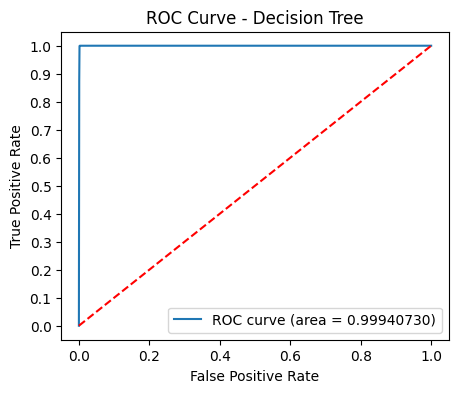 ROC Curve - Decision Tree
True Positive Rate
1.0
0.9
0.8
0.7
0.6
0.5
0.4
0.3
0.2
0.1
0.0
ROC curve (area = 0.99940730)
0.0 0.2 0.4 0.6 0.8 1.0
False Positive Rate